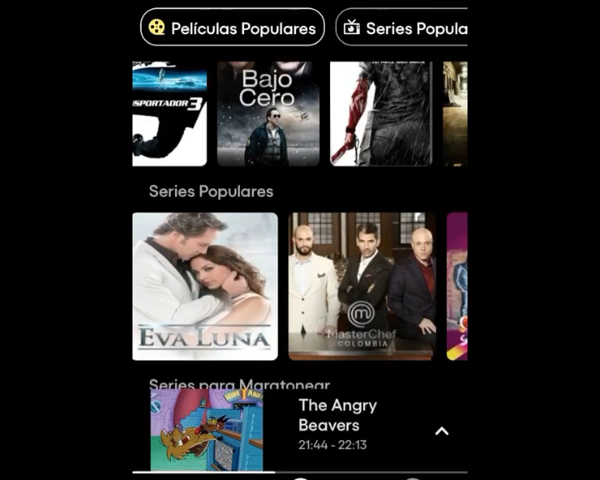 Películas Populares
Series Popula
SPORTADOR 3
Bajo
Cero
Series Populares
EVA LUNA
MasterChef
COLOMBIA
Series para Maratonear
The Angry
Beavers
21:44 - 22:13